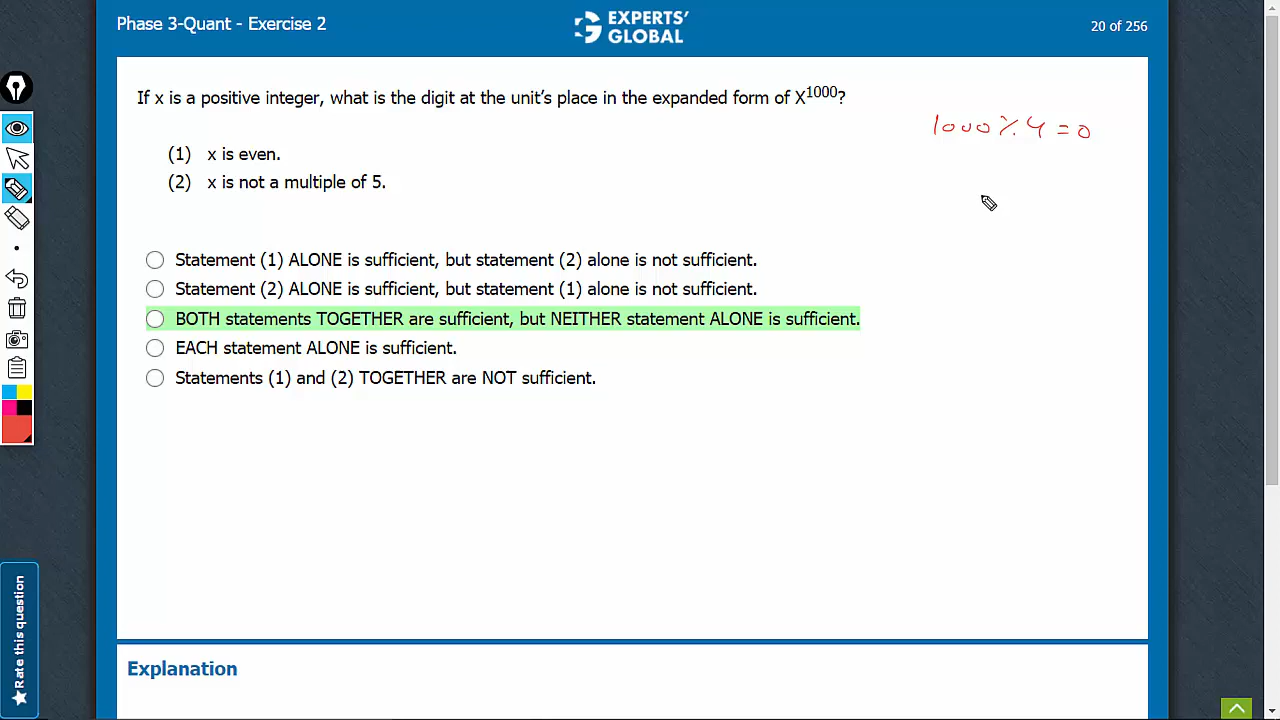 Phase 3-Quant - Exercise 2
EXPERTS'
GLOBAL
20 of 256
If x is a positive integer, what is the digit at the unit's place in the expanded form of X¹⁰⁰⁰?
1000 % 4 = 0
(1) x is even.
(2) x is not a multiple of 5.
Statement (1) ALONE is sufficient, but statement (2) alone is not sufficient.
Statement (2) ALONE is sufficient, but statement (1) alone is not sufficient.
BOTH statements TOGETHER are sufficient, but NEITHER statement ALONE is sufficient.
EACH statement ALONE is sufficient.
Statements (1) and (2) TOGETHER are NOT sufficient.
★ Rate this question
Explanation